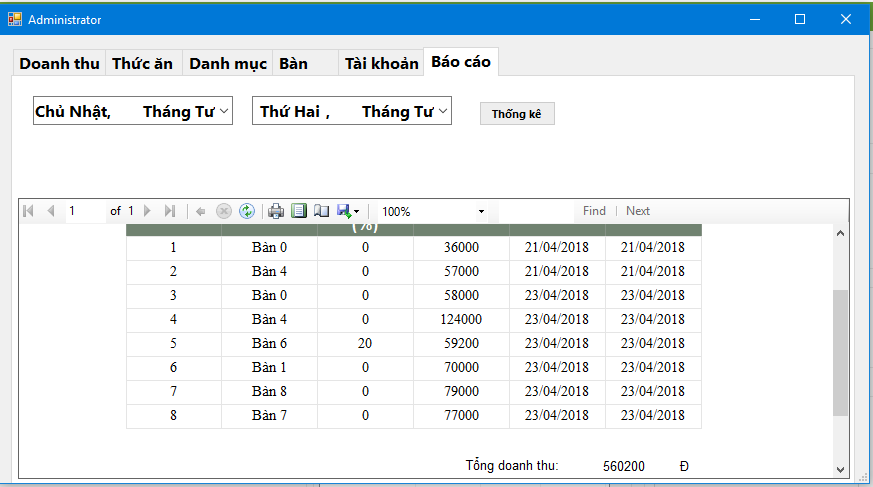 Administrator
Doanh thu Thức ăn Danh mục Bàn Tài khoản Báo cáo
Chủ Nhật, Tháng Tư Thứ Hai , Tháng Tư Thống kê
1 of 1 100% Find | Next
(%)
1 Bàn 0 0 36000 21/04/2018 21/04/2018
2 Bàn 4 0 57000 21/04/2018 21/04/2018
3 Bàn 0 0 58000 23/04/2018 23/04/2018
4 Bàn 4 0 124000 23/04/2018 23/04/2018
5 Bàn 6 20 59200 23/04/2018 23/04/2018
6 Bàn 1 0 70000 23/04/2018 23/04/2018
7 Bàn 8 0 79000 23/04/2018 23/04/2018
8 Bàn 7 0 77000 23/04/2018 23/04/2018
Tổng doanh thu: 560200 Đ